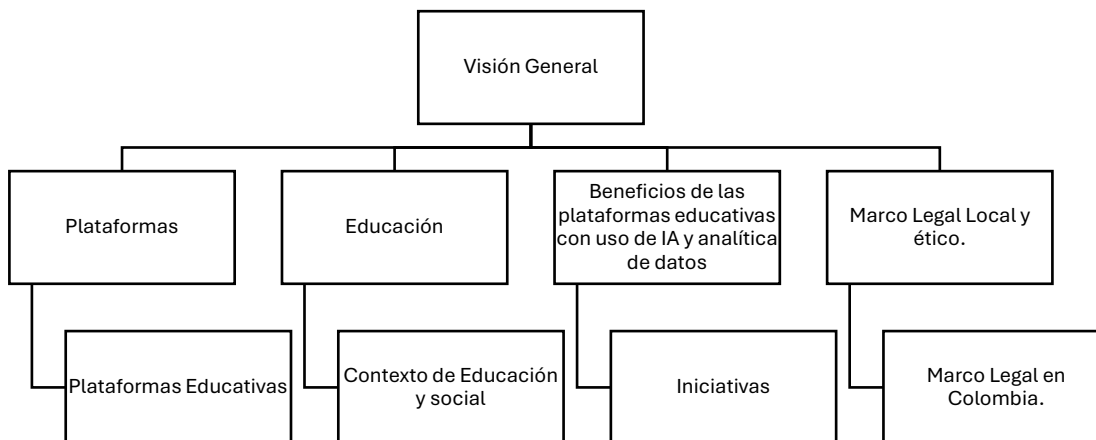 Visión General
Plataformas
Educación
Beneficios de las
plataformas educativas
con uso de IA y analítica
de datos
Marco Legal Local y
ético.
Plataformas Educativas
Contexto de Educación
y social
Iniciativas
Marco Legal en
Colombia.